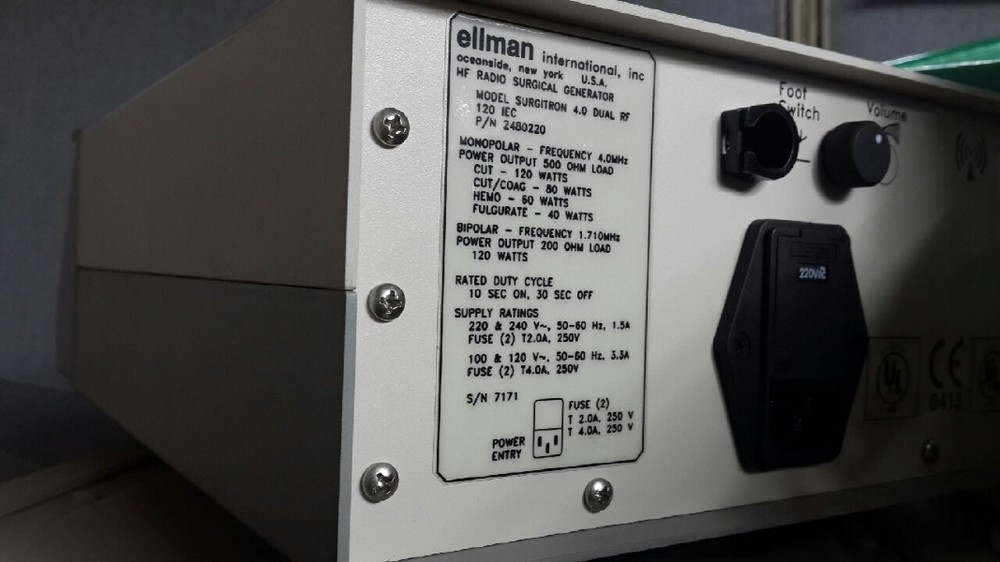 ellman international, inc
oceanside, new york U.S.A.
HF RADIO SURGICAL GENERATOR
MODEL SURGITRON 4.0 DUAL RF
120 IEC
P/N 2480220
MONOPOLAR - FREQUENCY 4.0MHz
POWER OUTPUT 500 OHM LOAD
CUT - 120 WATTS
CUT/COAG - 80 WATTS
HEMO - 60 WATTS
FULGURATE - 40 WATTS
BIPOLAR - FREQUENCY 1.710MHz
POWER OUTPUT 200 OHM LOAD
120 WATTS
RATED DUTY CYCLE
10 SEC ON, 30 SEC OFF
SUPPLY RATINGS
220 & 240 V~, 50-60 Hz, 1.5A
FUSE (2) T2.0A, 250V
100 & 120 V~, 50-60 Hz, 3.3A
FUSE (2) T4.0A, 250V
S/N 7171
FUSE (2)
T 2.0A, 250 V
T 4.0A, 250 V
POWER
ENTRY
Foot
Switch
Volume
UL
CE
0413